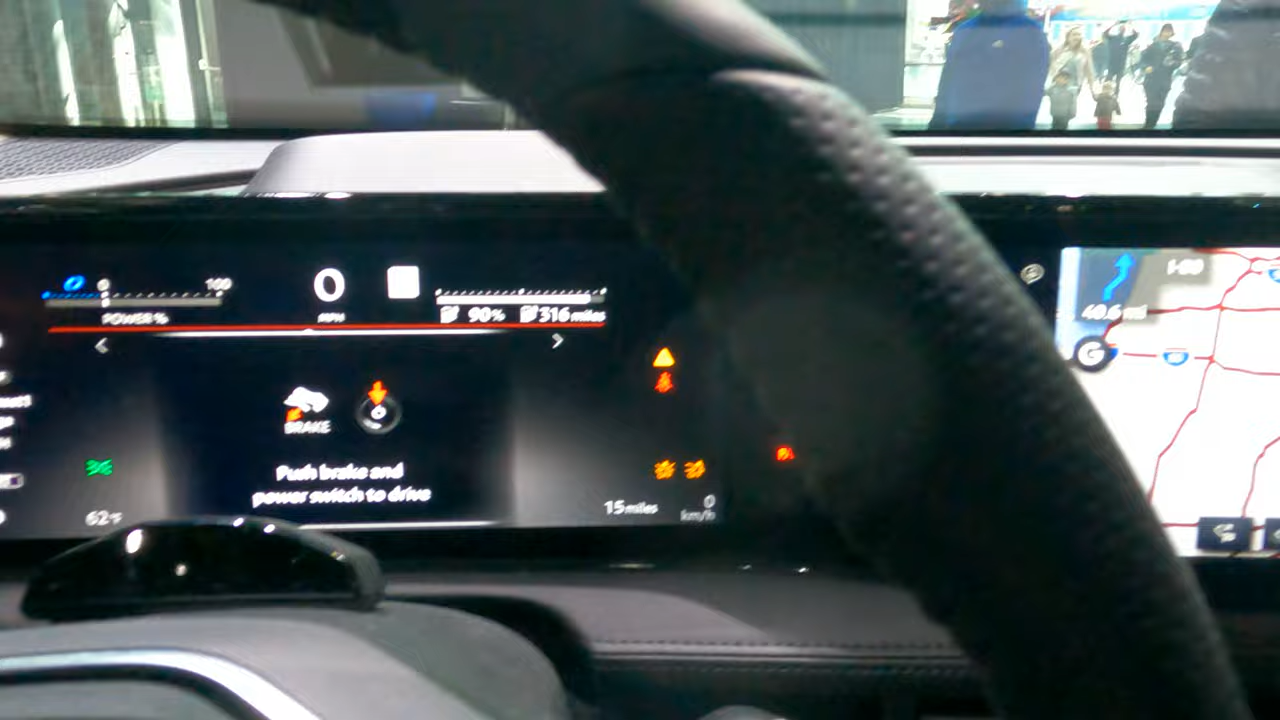 0 100
0
POWER %
MPH
90% 316 miles
BRAKE
Push brake and
power switch to drive
62°F
15 miles
0
km/h
40.6 mi
G